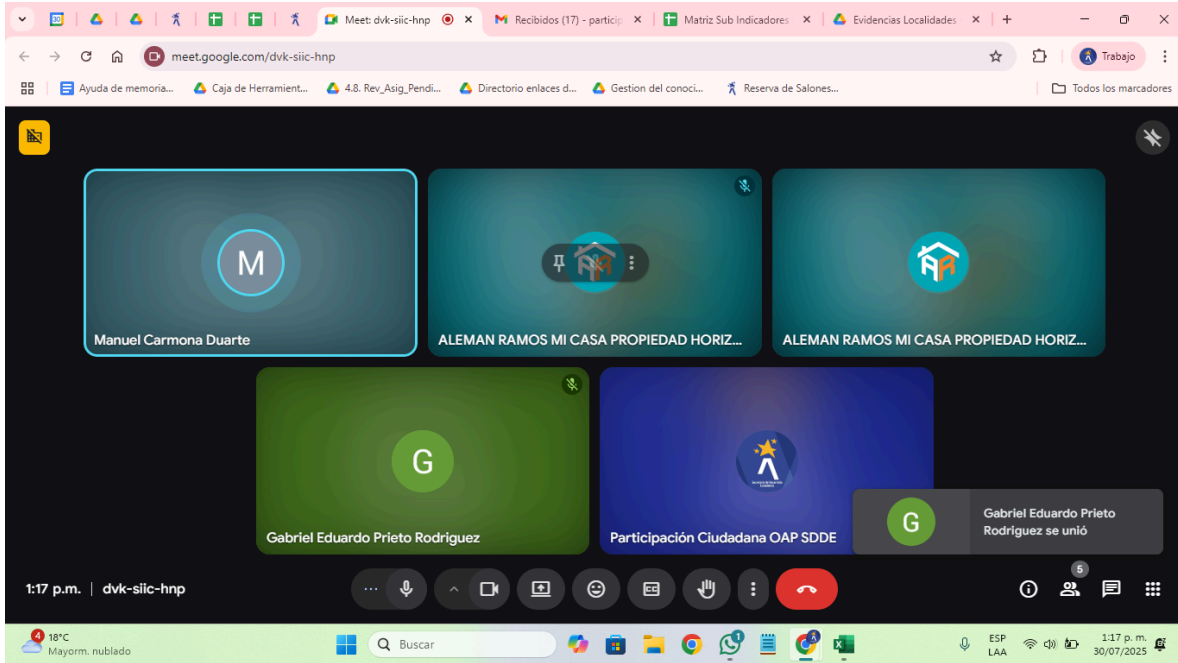 30
Meet: dvk-siic-hnp
Recibidos (17) - particip
Matriz Sub Indicadores
Evidencias Localidades
meet.google.com/dvk-siic-hnp
Trabajo
Ayuda de memoria...
Caja de Herramient...
4.8. Rev_Asig_Pendi...
Directorio enlaces d...
Gestion del conoci...
Reserva de Salones...
Todos los marcadores
M
Manuel Carmona Duarte
ALEMAN RAMOS MI CASA PROPIEDAD HORIZ...
ALEMAN RAMOS MI CASA PROPIEDAD HORIZ...
G
Gabriel Eduardo Prieto Rodriguez
Participación Ciudadana OAP SDDE
G
Gabriel Eduardo Prieto
Rodriguez se unió
1:17 p.m. | dvk-siic-hnp
CC
5
4
18°C
Mayorm. nublado
Buscar
ESP
LAA
1:17 p. m.
30/07/2025